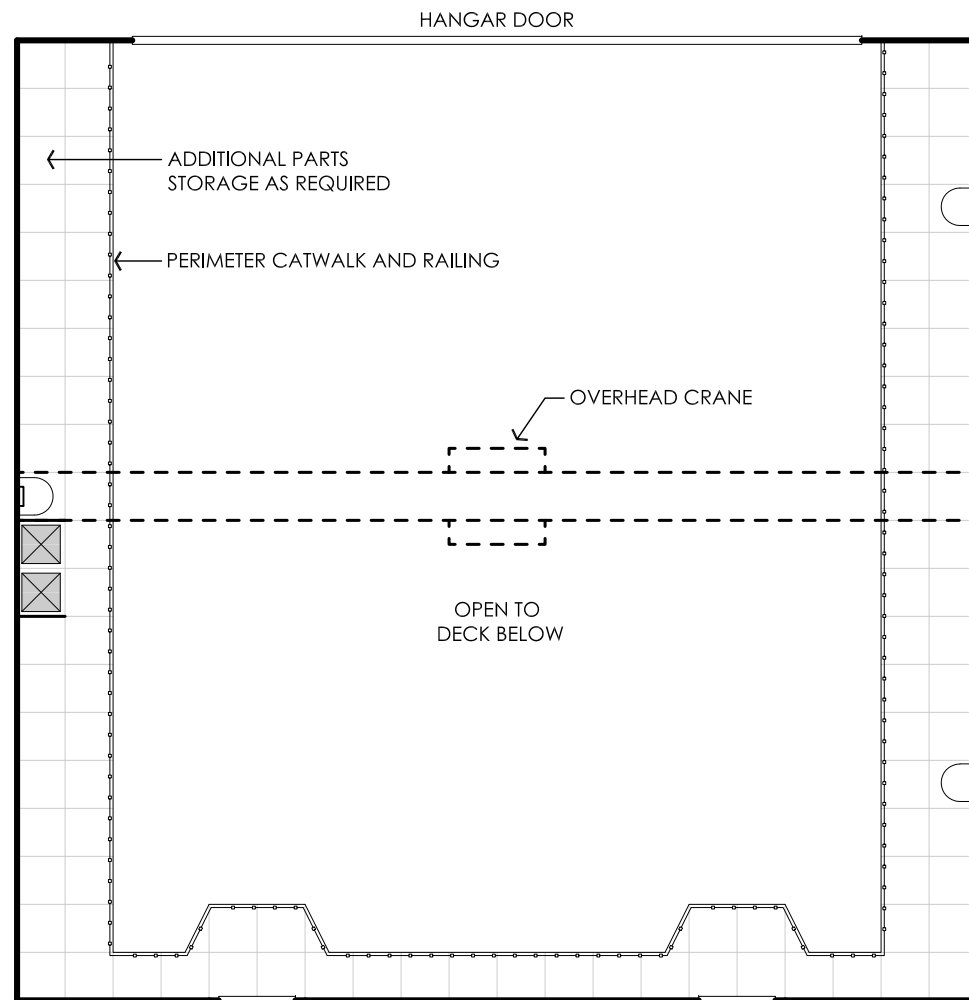 HANGAR DOOR
ADDITIONAL PARTS
STORAGE AS REQUIRED
PERIMETER CATWALK AND RAILING
OVERHEAD CRANE
OPEN TO
DECK BELOW